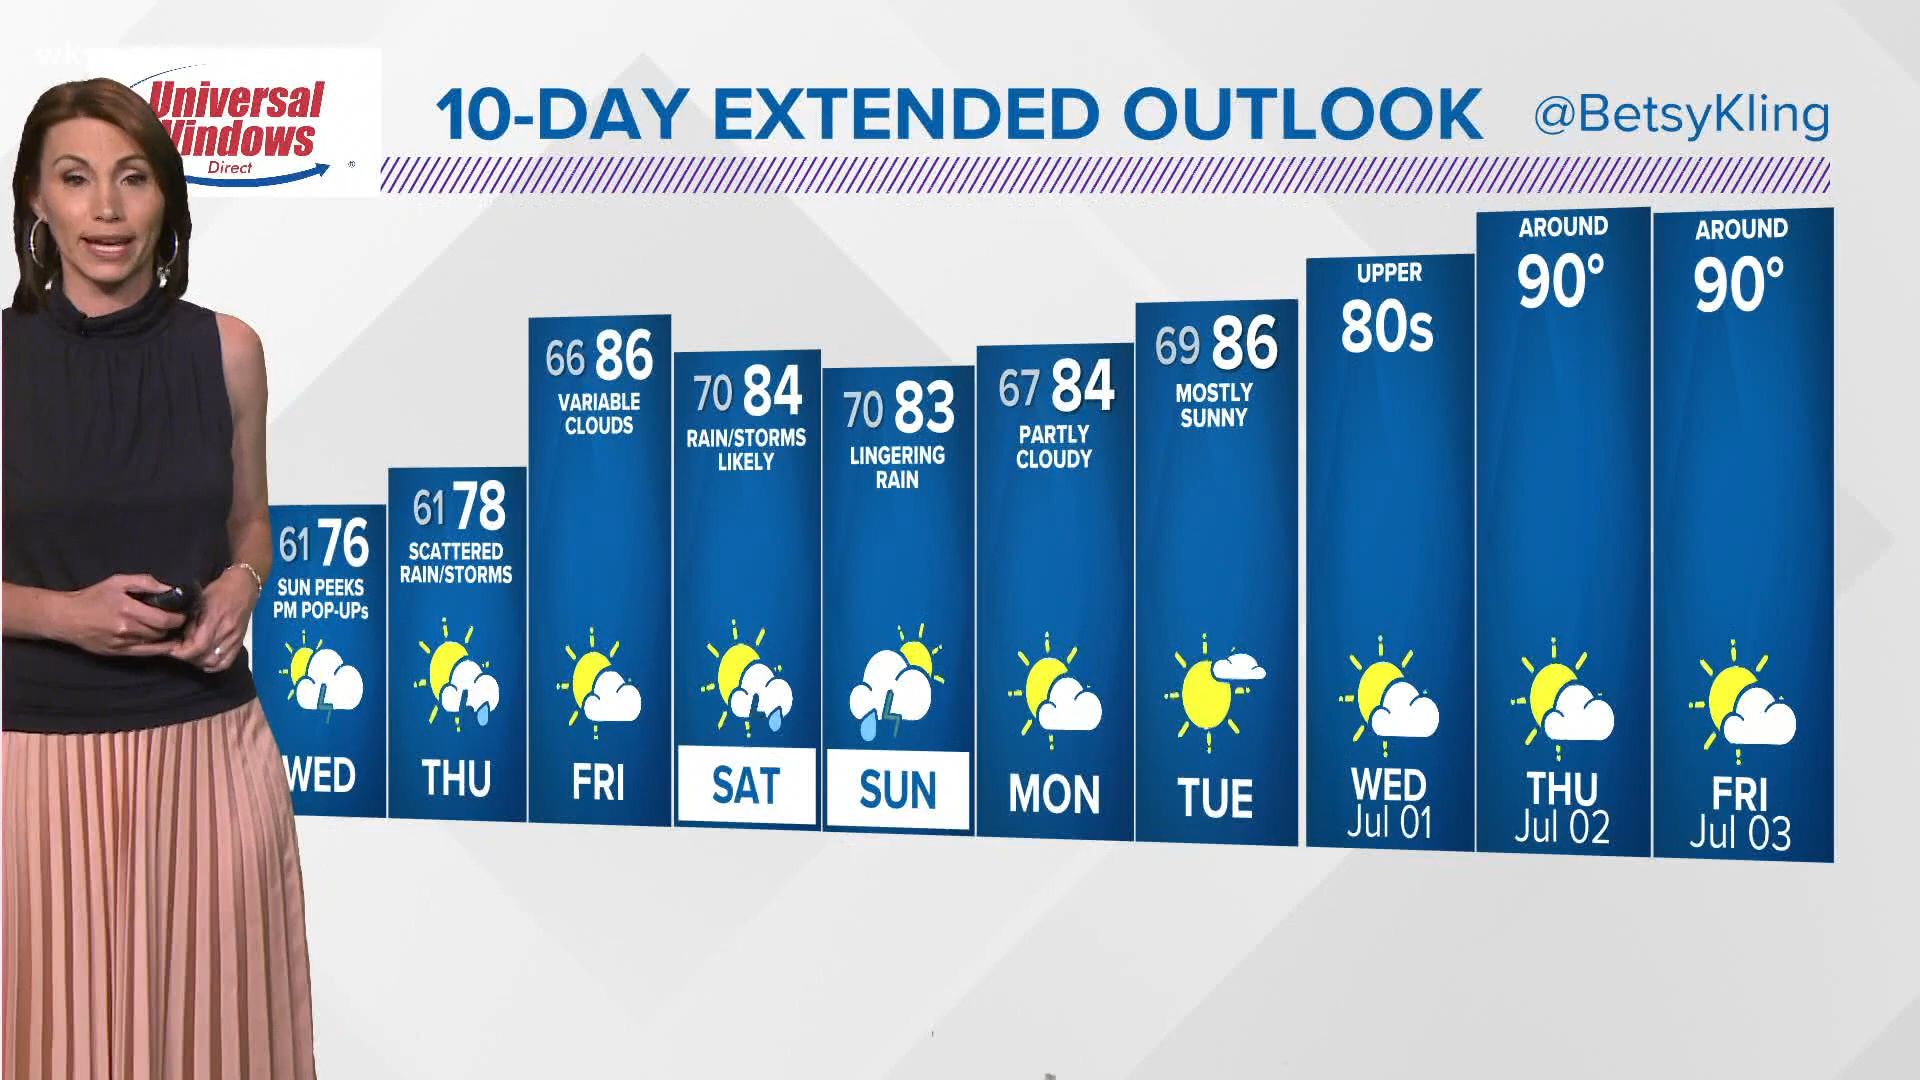 Universal
Windows
Direct
®
10-DAY EXTENDED OUTLOOK
@BetsyKling
61 76
SUN PEEKS
PM POP-UPs
WED
61 78
SCATTERED
RAIN/STORMS
THU
66 86
VARIABLE
CLOUDS
FRI
70 84
RAIN/STORMS
LIKELY
SAT
70 83
LINGERING
RAIN
SUN
67 84
PARTLY
CLOUDY
MON
69 86
MOSTLY
SUNNY
TUE
UPPER
80s
WED
Jul 01
AROUND
90°
THU
Jul 02
AROUND
90°
FRI
Jul 03